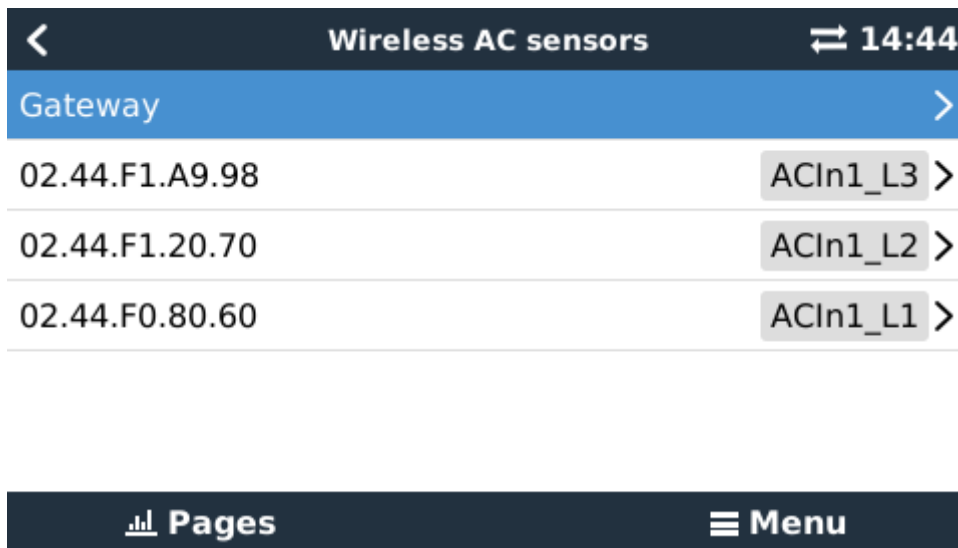 Wireless AC sensors 14:44
Gateway
02.44.F1.A9.98 ACIn1_L3
02.44.F1.20.70 ACIn1_L2
02.44.F0.80.60 ACIn1_L1
Pages Menu